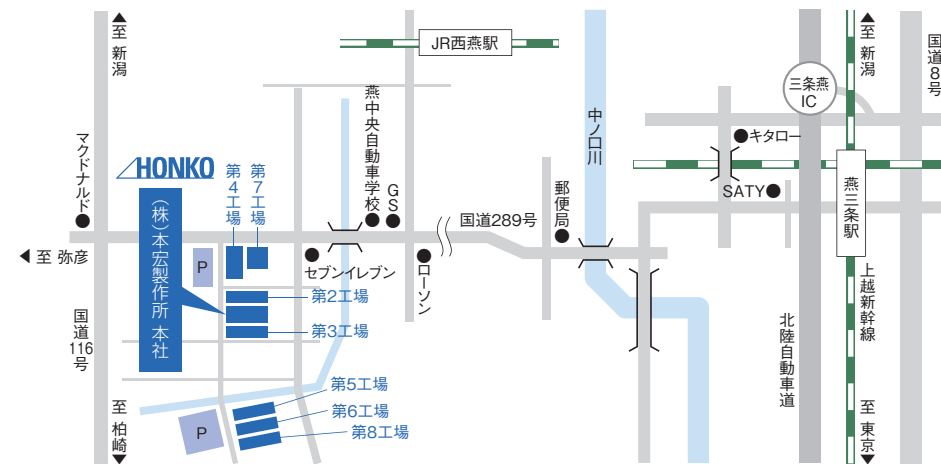 至 新潟
JR西燕駅
至 新潟
国道8号
三条燕
IC
マクドナルド
HONKO
第4工場
第7工場
燕中央自動車学校
GS
中ノ口川
キタロー
郵便局
SATY
燕三条駅
国道289号
至 弥彦
P
セブンイレブン
ローソン
(株)本宏製作所 本社
第2工場
第3工場
国道116号
北陸自動車道
上越新幹線
第5工場
第6工場
第8工場
P
至 柏崎
至 東京